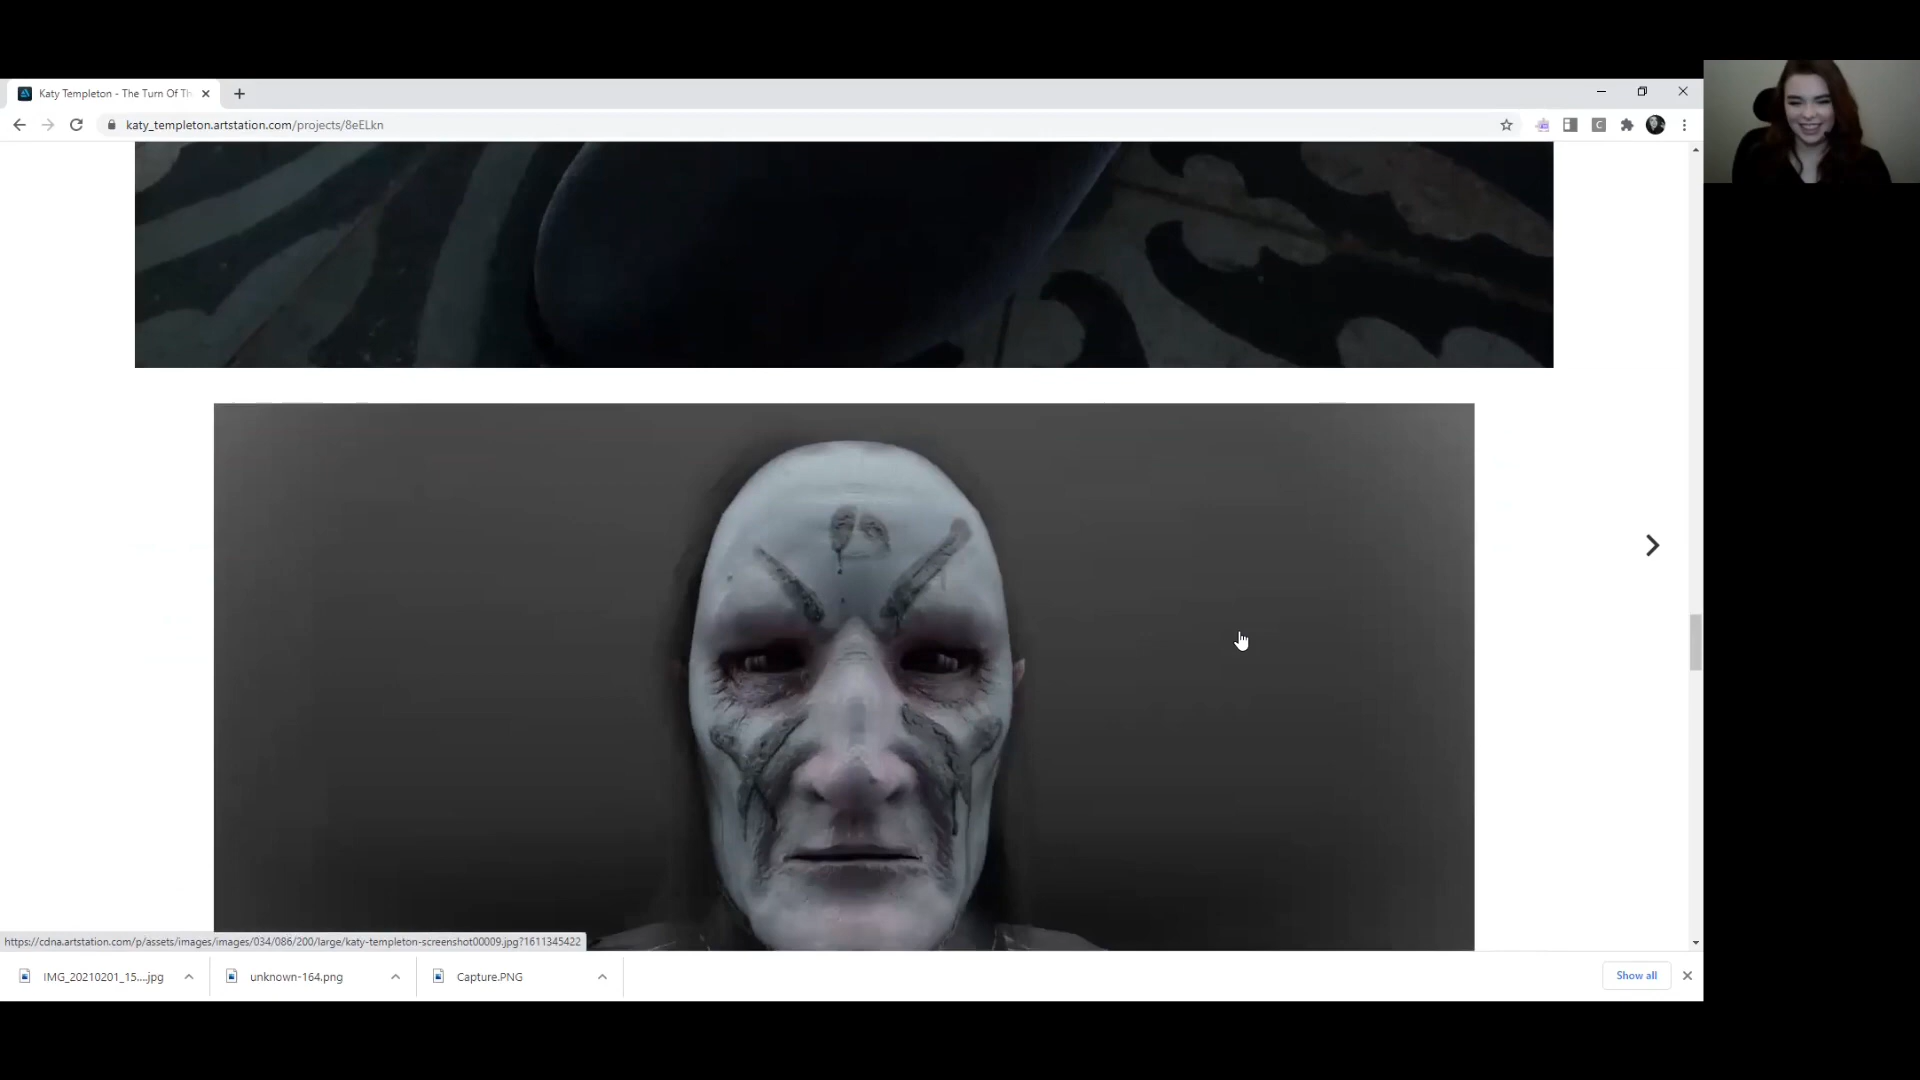 Katy Templeton - The Turn Of Th
katy_templeton.artstation.com/projects/8eELkn
C
https://cdna.artstation.com/p/assets/images/images/034/086/200/large/katy-templeton-screenshot00009.jpg?1611345422
IMG_20210201_15....jpg
unknown-164.png
Capture.PNG
Show all